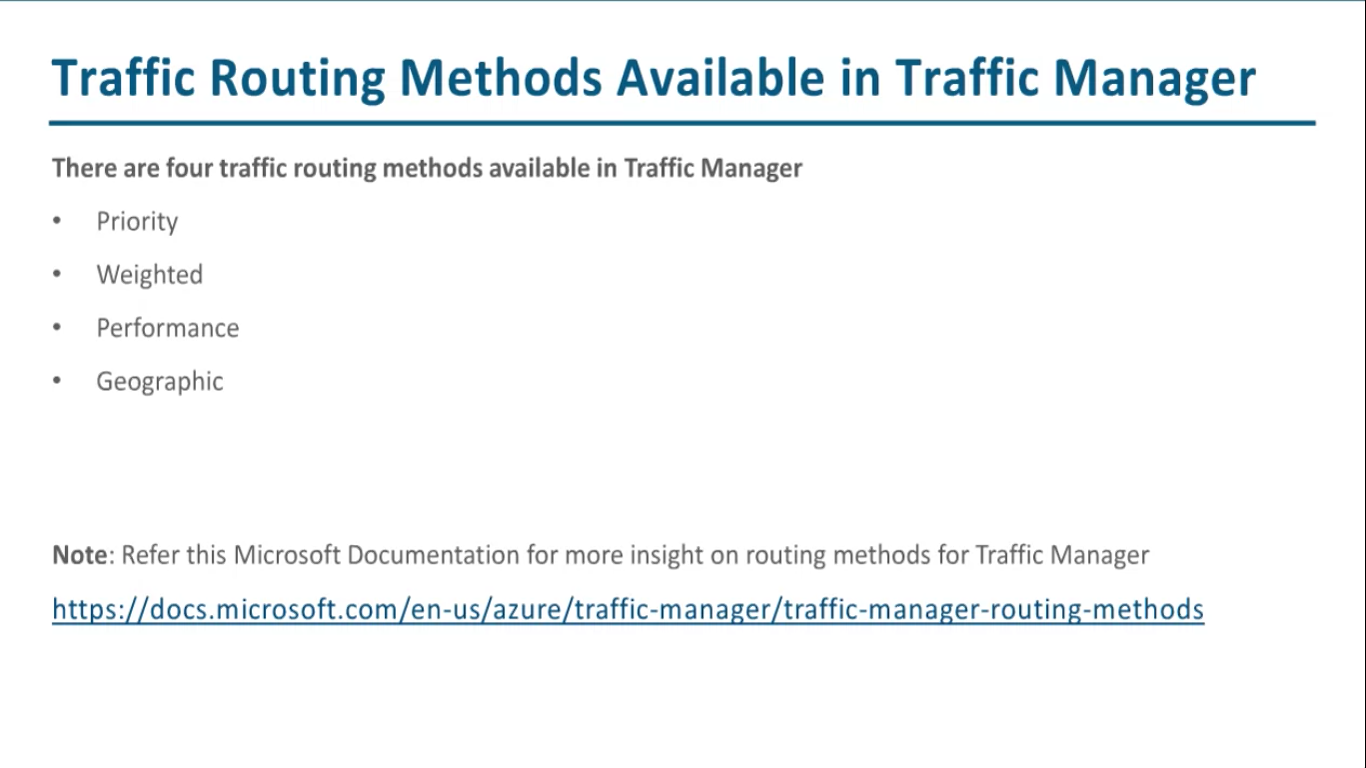 Traffic Routing Methods Available in Traffic Manager
There are four traffic routing methods available in Traffic Manager
• Priority
• Weighted
• Performance
• Geographic
Note: Refer this Microsoft Documentation for more insight on routing methods for Traffic Manager
https://docs.microsoft.com/en-us/azure/traffic-manager/traffic-manager-routing-methods